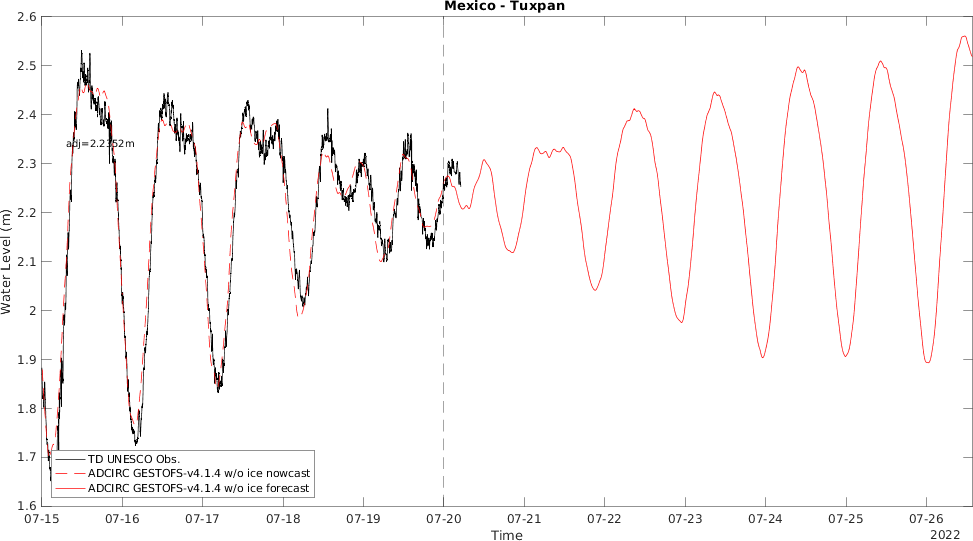 Mexico - Tuxpan
2.6
2.5
2.4
2.3
2.2
2.1
2
1.9
1.8
1.7
1.6
Water Level (m)
adj=2.2352m
TD UNESCO Obs.
ADCIRC GESTOFS-v4.1.4 w/o ice nowcast
ADCIRC GESTOFS-v4.1.4 w/o ice forecast
07-15 07-16 07-17 07-18 07-19 07-20 07-21 07-22 07-23 07-24 07-25 07-26
Time
2022